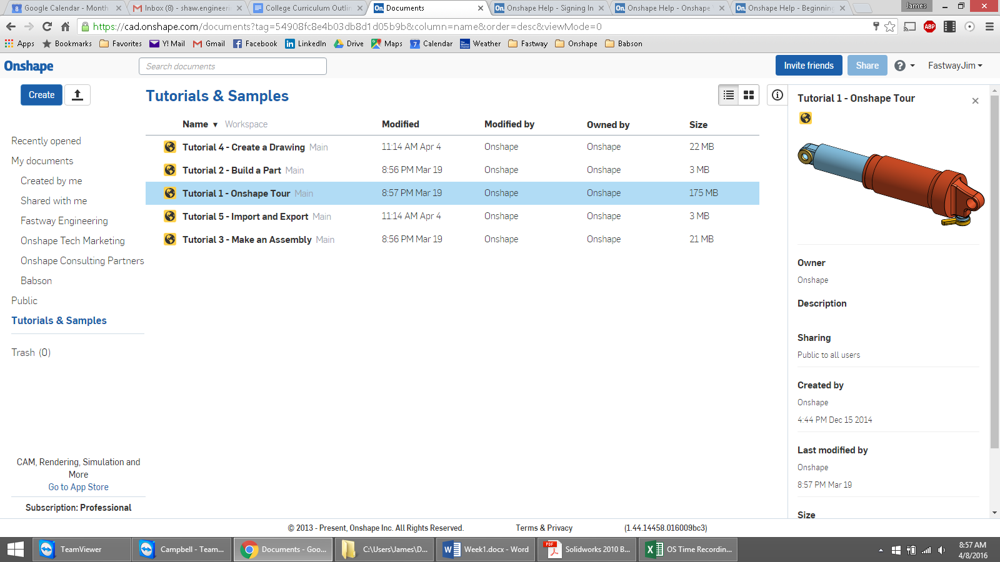 Google Calendar - Month
Inbox (8) - shaw.engineeri
College Curriculum Outlin
On. Documents
On. Onshape Help - Signing In
On. Onshape Help - Onshape
On. Onshape Help - Beginning
James
https://cad.onshape.com/documents?tag=54908fc8e4b03db8d1d05b9b&column=name&order=desc&viewMode=0
ABP
Apps Bookmarks Favorites Y! Mail Gmail Facebook LinkedIn Drive Maps Calendar Weather Fastway Onshape Babson
Onshape
Search documents
Invite friends Share FastwayJim
Create
Tutorials & Samples
Name Workspace Modified Modified by Owned by Size
Tutorial 4 - Create a Drawing Main 11:14 AM Apr 4 Onshape Onshape 22 MB
Tutorial 2 - Build a Part Main 8:56 PM Mar 19 Onshape Onshape 3 MB
Tutorial 1 - Onshape Tour Main 8:57 PM Mar 19 Onshape Onshape 175 MB
Tutorial 5 - Import and Export Main 11:14 AM Apr 4 Onshape Onshape 3 MB
Tutorial 3 - Make an Assembly Main 8:56 PM Mar 19 Onshape Onshape 21 MB
Recently opened
My documents
Created by me
Shared with me
Fastway Engineering
Onshape Tech Marketing
Onshape Consulting Partners
Babson
Public
Tutorials & Samples
Trash (0)
CAM, Rendering, Simulation and
More
Go to App Store
Subscription: Professional
Tutorial 1 - Onshape Tour
Owner
Onshape
Description
Sharing
Public to all users
Created by
Onshape
4:44 PM Dec 15 2014
Last modified by
Onshape
8:57 PM Mar 19
Size
© 2013 - Present, Onshape Inc. All Rights Reserved. Terms & Privacy (1.44.14458.016009bc3)
TeamViewer
Campbell - Team...
Documents - Goo...
C:\Users\James\D...
Week1.docx - Word
Solidworks 2010 B...
OS Time Recordin...
8:57 AM
4/8/2016